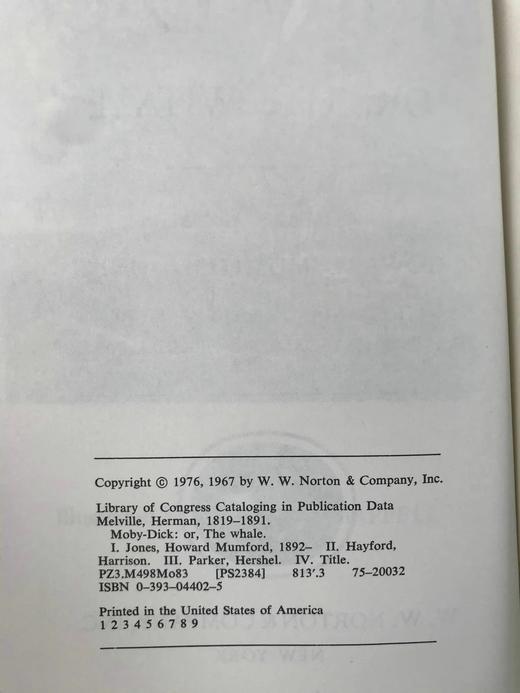 Copyright © 1976, 1967 by W. W. Norton & Company, Inc.
Library of Congress Cataloging in Publication Data
Melville, Herman, 1819–1891.
Moby-Dick: or, The whale.
I. Jones, Howard Mumford, 1892– II. Hayford,
Harrison. III. Parker, Hershel. IV. Title.
PZ3.M498Mo83 [PS2384] 813'.3 75-20032
ISBN 0-393-04402-5
Printed in the United States of America
1 2 3 4 5 6 7 8 9